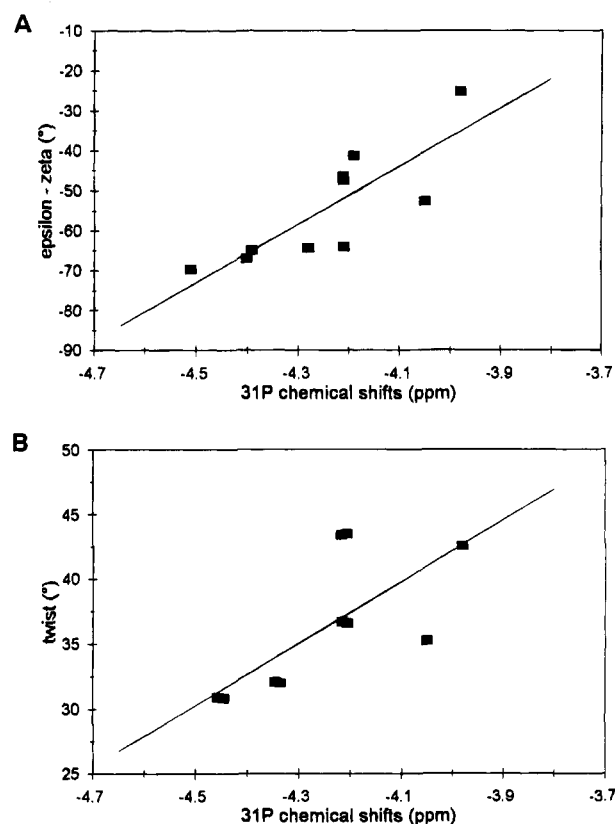 A
-10
-20
-30
-40
-50
-60
-70
-80
-90
epsilon - zeta (°)
-4.7 -4.5 -4.3 -4.1 -3.9 -3.7
31P chemical shifts (ppm)
B
50
45
40
35
30
25
twist (°)
-4.7 -4.5 -4.3 -4.1 -3.9 -3.7
31P chemical shifts (ppm)